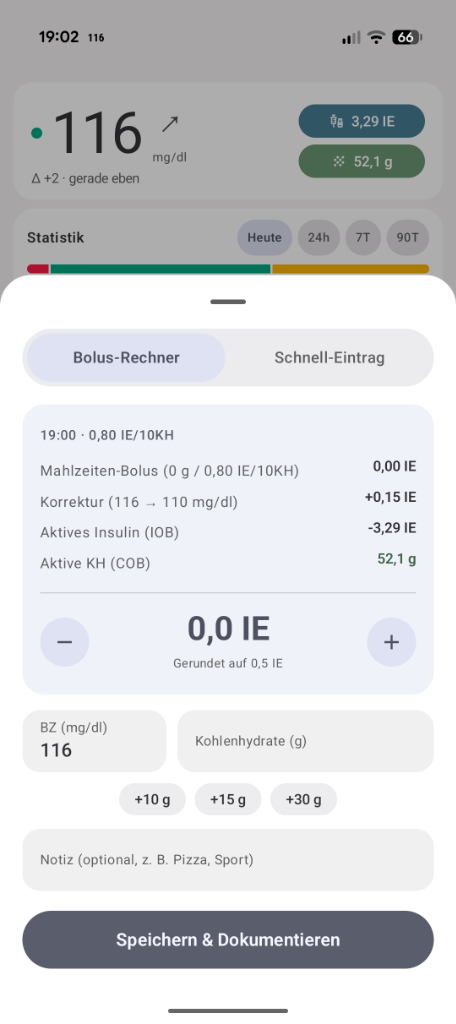 19:02 116
66
116
mg/dl
Δ +2 · gerade eben
3,29 IE
52,1 g
Statistik
Heute
24h
7T
90T
Bolus-Rechner
Schnell-Eintrag
19:00 · 0,80 IE/10KH
Mahlzeiten-Bolus (0 g / 0,80 IE/10KH) 0,00 IE
Korrektur (116 → 110 mg/dl) +0,15 IE
Aktives Insulin (IOB) -3,29 IE
Aktive KH (COB) 52,1 g
0,0 IE
Gerundet auf 0,5 IE
BZ (mg/dl)
116
Kohlenhydrate (g)
+10 g
+15 g
+30 g
Notiz (optional, z. B. Pizza, Sport)
Speichern & Dokumentieren